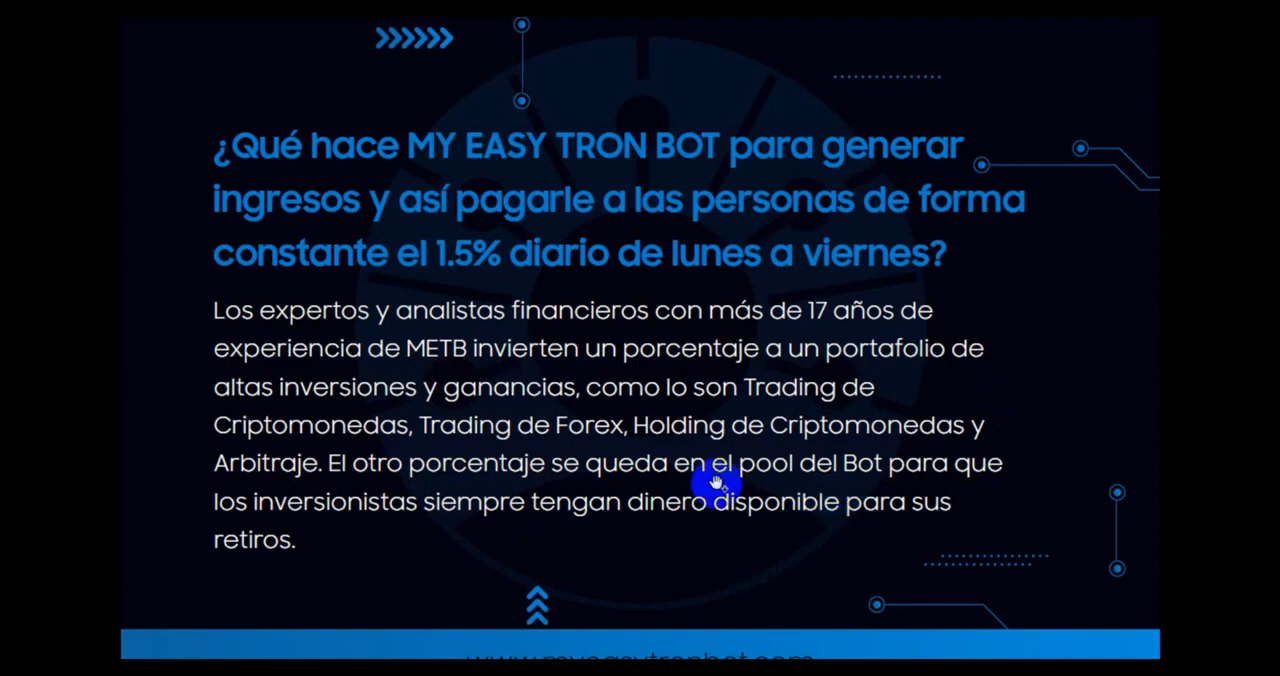 ¿Qué hace MY EASY TRON BOT para generar
ingresos y así pagarle a las personas de forma
constante el 1.5% diario de lunes a viernes?
Los expertos y analistas financieros con más de 17 años de
experiencia de METB invierten un porcentaje a un portafolio de
altas inversiones y ganancias, como lo son Trading de
Criptomonedas, Trading de Forex, Holding de Criptomonedas y
Arbitraje. El otro porcentaje se queda en el pool del Bot para que
los inversionistas siempre tengan dinero disponible para sus
retiros.
www.myeasytronbot.com